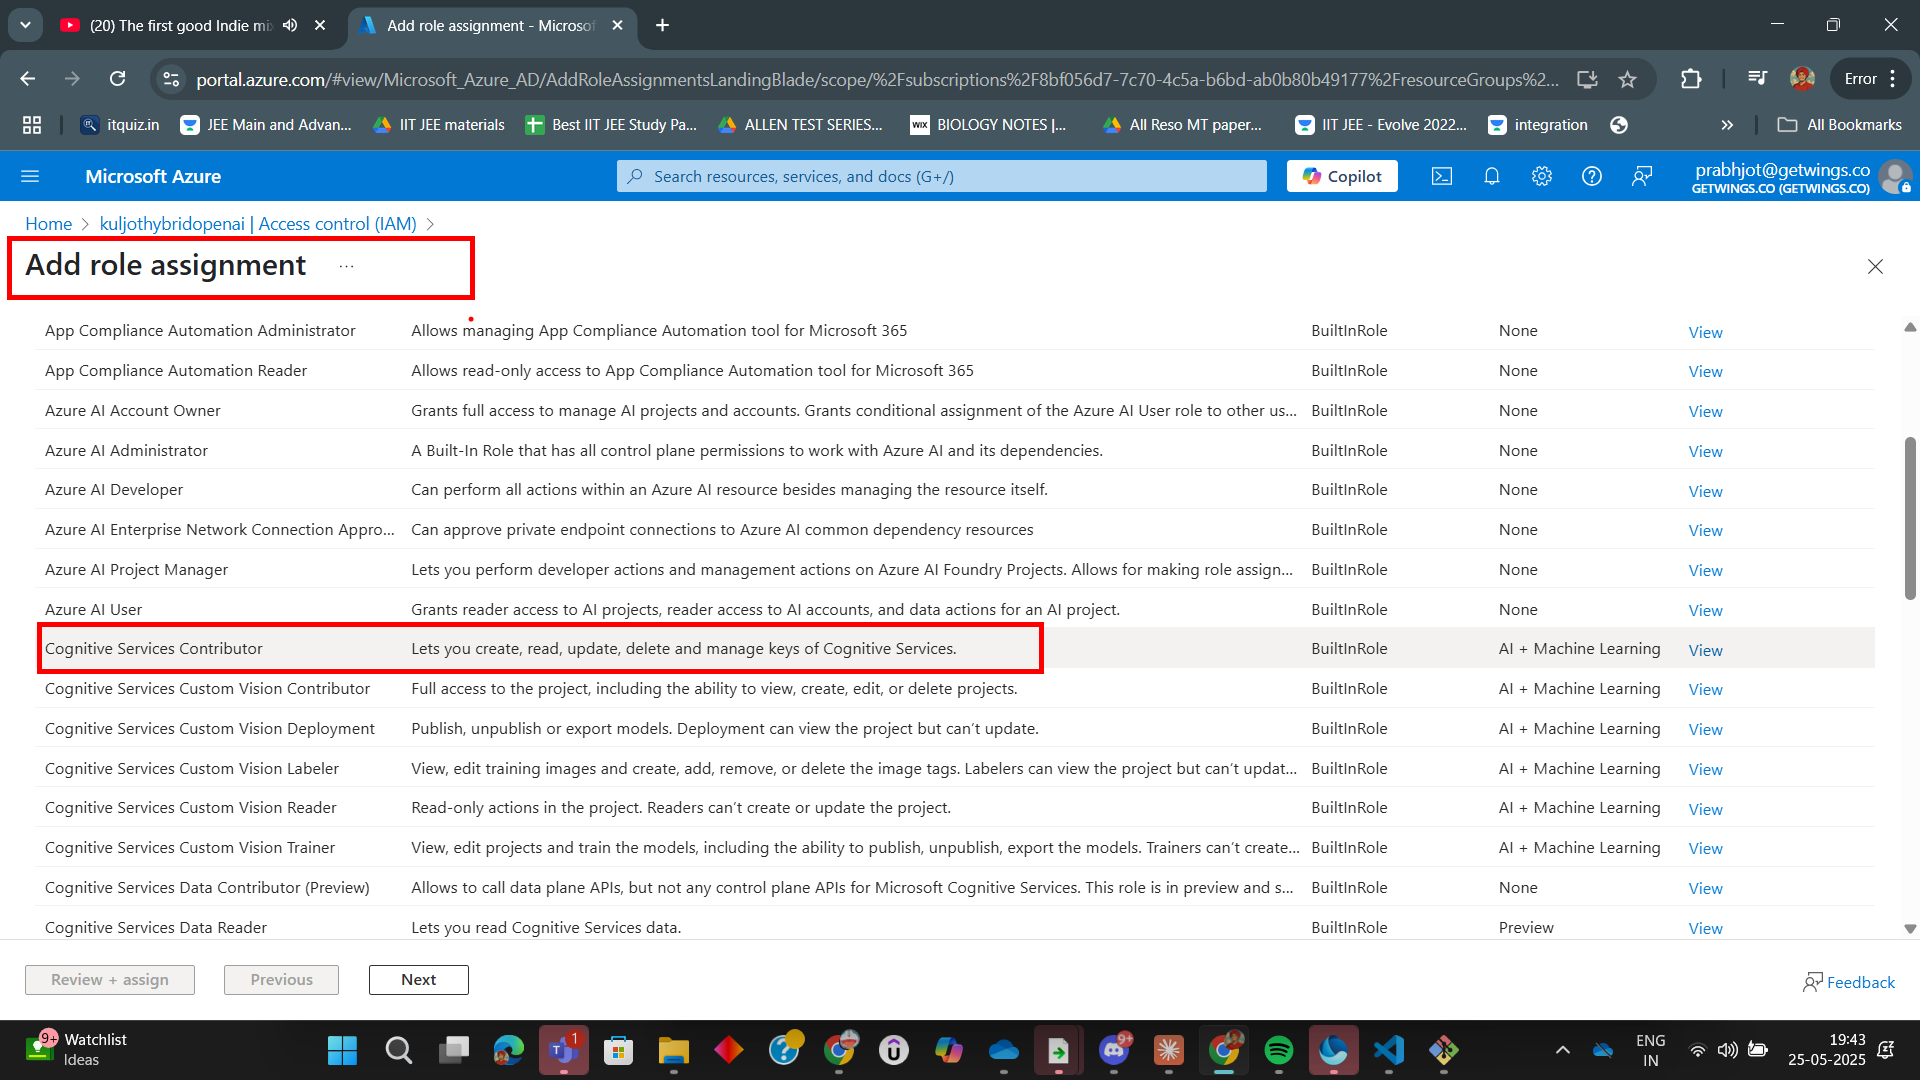 (20) The first good Indie mi
Add role assignment - Microsof
portal.azure.com/#view/Microsoft_Azure_AD/AddRoleAssignmentsLandingBlade/scope/%2Fsubscriptions%2F8bf056d7-7c70-4c5a-b6bd-ab0b80b49177%2FresourceGroups%2...
Error
itquiz.in
JEE Main and Advan...
IIT JEE materials
Best IIT JEE Study Pa...
ALLEN TEST SERIES...
WIX BIOLOGY NOTES |...
All Reso MT paper...
IIT JEE - Evolve 2022...
integration
All Bookmarks
Microsoft Azure
Search resources, services, and docs (G+/)
Copilot
prabhjot@getwings.co
GETWINGS.CO (GETWINGS.CO)
Home > kuljothybridopenai | Access control (IAM) >
Add role assignment ...
App Compliance Automation Administrator Allows managing App Compliance Automation tool for Microsoft 365 BuiltInRole None View
App Compliance Automation Reader Allows read-only access to App Compliance Automation tool for Microsoft 365 BuiltInRole None View
Azure AI Account Owner Grants full access to manage AI projects and accounts. Grants conditional assignment of the Azure AI User role to other us... BuiltInRole None View
Azure AI Administrator A Built-In Role that has all control plane permissions to work with Azure AI and its dependencies. BuiltInRole None View
Azure AI Developer Can perform all actions within an Azure AI resource besides managing the resource itself. BuiltInRole None View
Azure AI Enterprise Network Connection Appro... Can approve private endpoint connections to Azure AI common dependency resources BuiltInRole None View
Azure AI Project Manager Lets you perform developer actions and management actions on Azure AI Foundry Projects. Allows for making role assign... BuiltInRole None View
Azure AI User Grants reader access to AI projects, reader access to AI accounts, and data actions for an AI project. BuiltInRole None View
Cognitive Services Contributor Lets you create, read, update, delete and manage keys of Cognitive Services. BuiltInRole AI + Machine Learning View
Cognitive Services Custom Vision Contributor Full access to the project, including the ability to view, create, edit, or delete projects. BuiltInRole AI + Machine Learning View
Cognitive Services Custom Vision Deployment Publish, unpublish or export models. Deployment can view the project but can't update. BuiltInRole AI + Machine Learning View
Cognitive Services Custom Vision Labeler View, edit training images and create, add, remove, or delete the image tags. Labelers can view the project but can't updat... BuiltInRole AI + Machine Learning View
Cognitive Services Custom Vision Reader Read-only actions in the project. Readers can't create or update the project. BuiltInRole AI + Machine Learning View
Cognitive Services Custom Vision Trainer View, edit projects and train the models, including the ability to publish, unpublish, export the models. Trainers can't create... BuiltInRole AI + Machine Learning View
Cognitive Services Data Contributor (Preview) Allows to call data plane APIs, but not any control plane APIs for Microsoft Cognitive Services. This role is in preview and s... BuiltInRole None View
Cognitive Services Data Reader Lets you read Cognitive Services data. BuiltInRole Preview View
Review + assign
Previous
Next
Feedback
9+ Watchlist
Ideas
1
9+
ENG
IN
19:43
25-05-2025